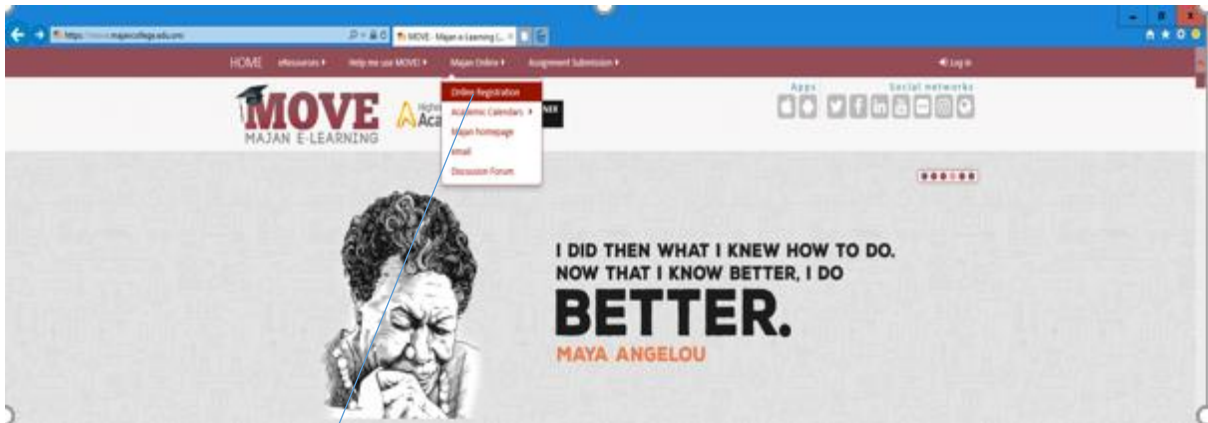 MOVE - Majan e-Learning (...
HOME eResources Help me use MOVE! Majan Online Assignment Submission Log in
Online Registration
Academic Calendars
Majan homepage
email
Discussion Forum
MOVE
MAJAN E-LEARNING
Apps Social networks
I DID THEN WHAT I KNEW HOW TO DO.
NOW THAT I KNOW BETTER, I DO
BETTER.
MAYA ANGELOU